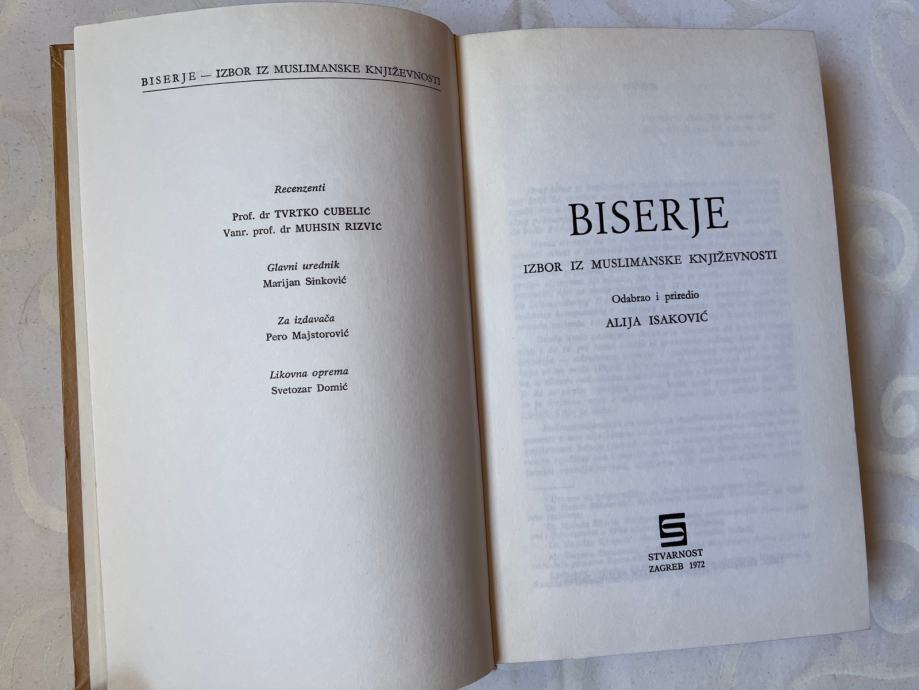 BISERJE — IZBOR IZ MUSLIMANSKE KNJIŽEVNOSTI
Recenzenti
Prof. dr TVRTKO ČUBELIĆ
Vanr. prof. dr MUHSIN RIZVIĆ
Glavni urednik
Marijan Sinković
Za izdavača
Pero Majstorović
Likovna oprema
Svetozar Domić
BISERJE
IZBOR IZ MUSLIMANSKE KNJIŽEVNOSTI
Odabrao i priredio
ALIJA ISAKOVIĆ
STVARNOST
ZAGREB 1972